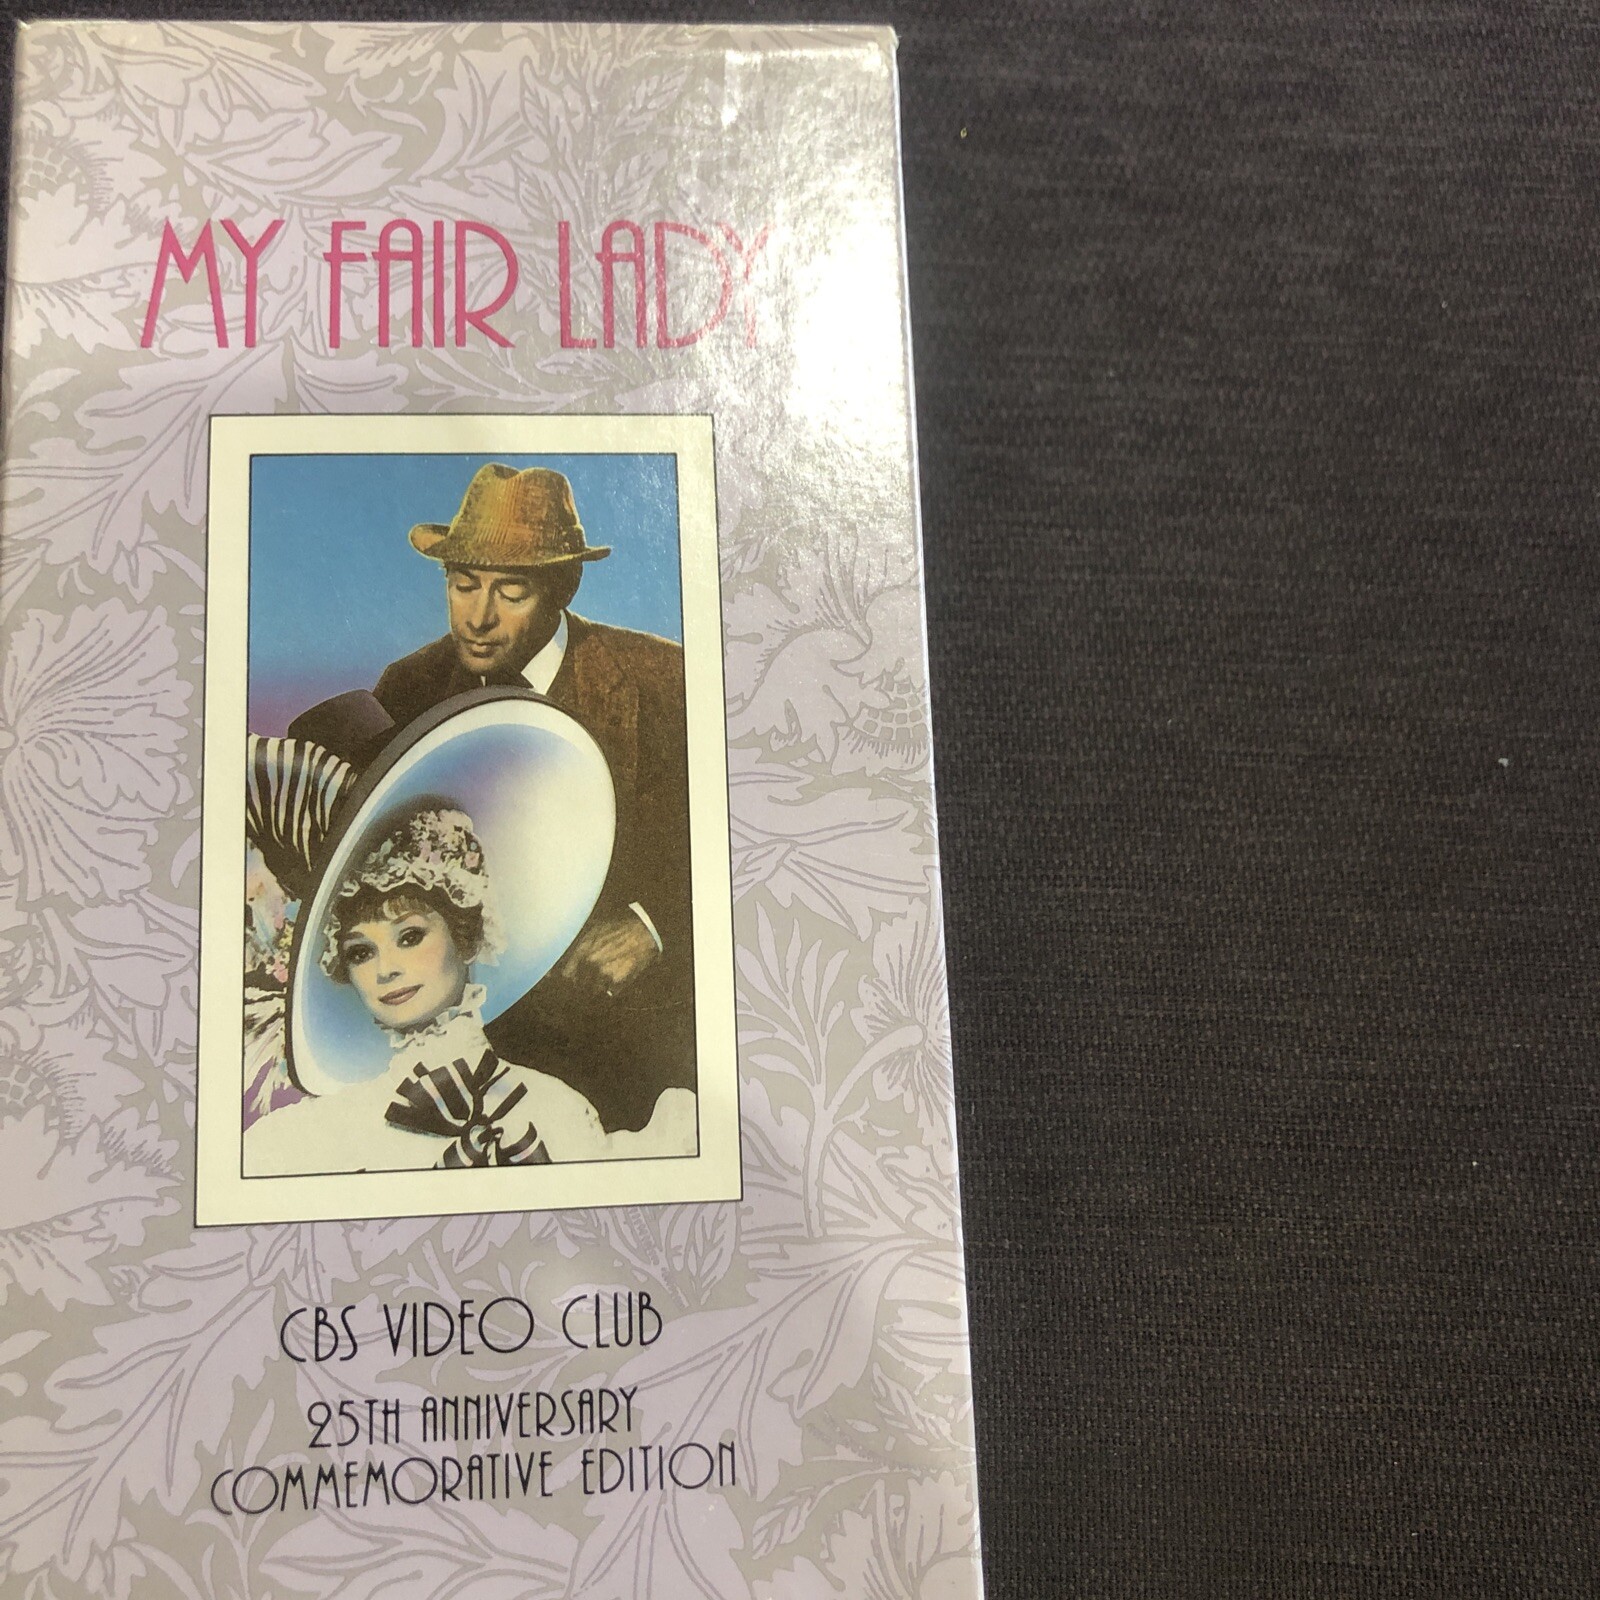 MY FAIR LADY
CBS VIDEO CLUB
25TH ANNIVERSARY
COMMEMORATIVE EDITION